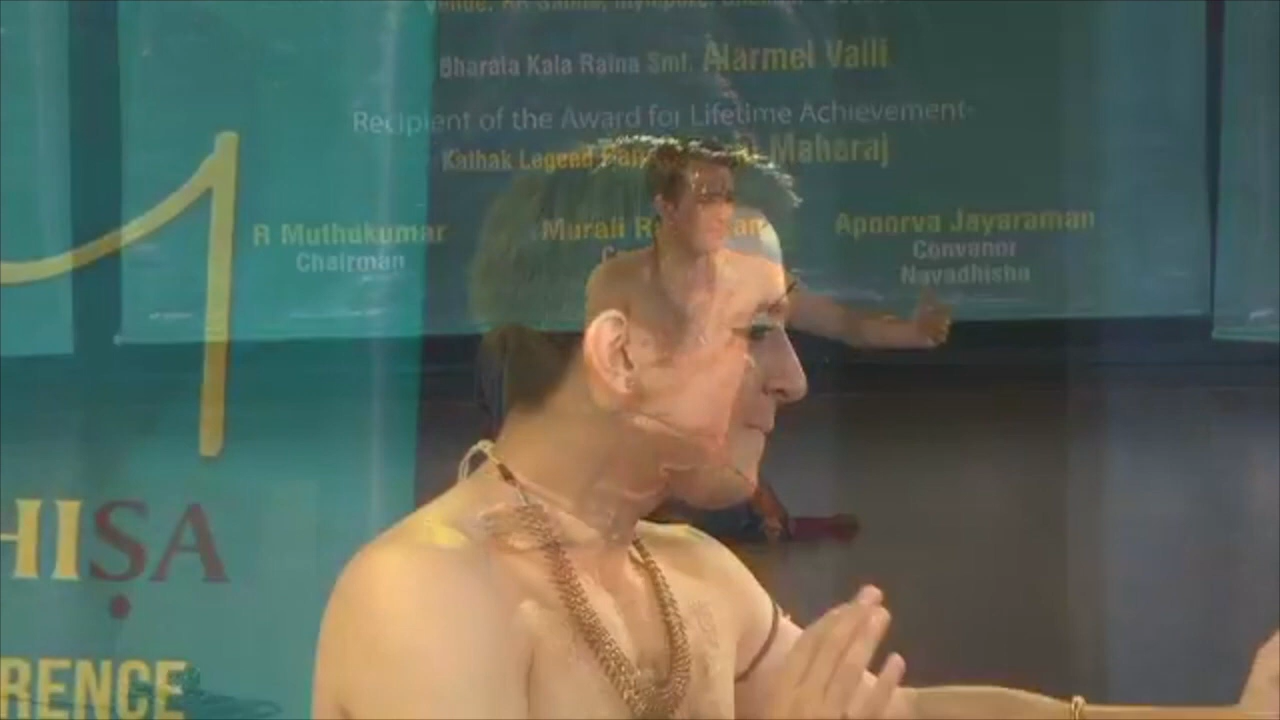 Bharata Kala Ratna Smt. Alarmel Valli
Recipient of the Award for Lifetime Achievement-
Kathak Legend Maharaj
R Muthukumar
Chairman
Murali
Apoorva Jayaraman
Convenor
Navadhisha
HIṢA
RENCE